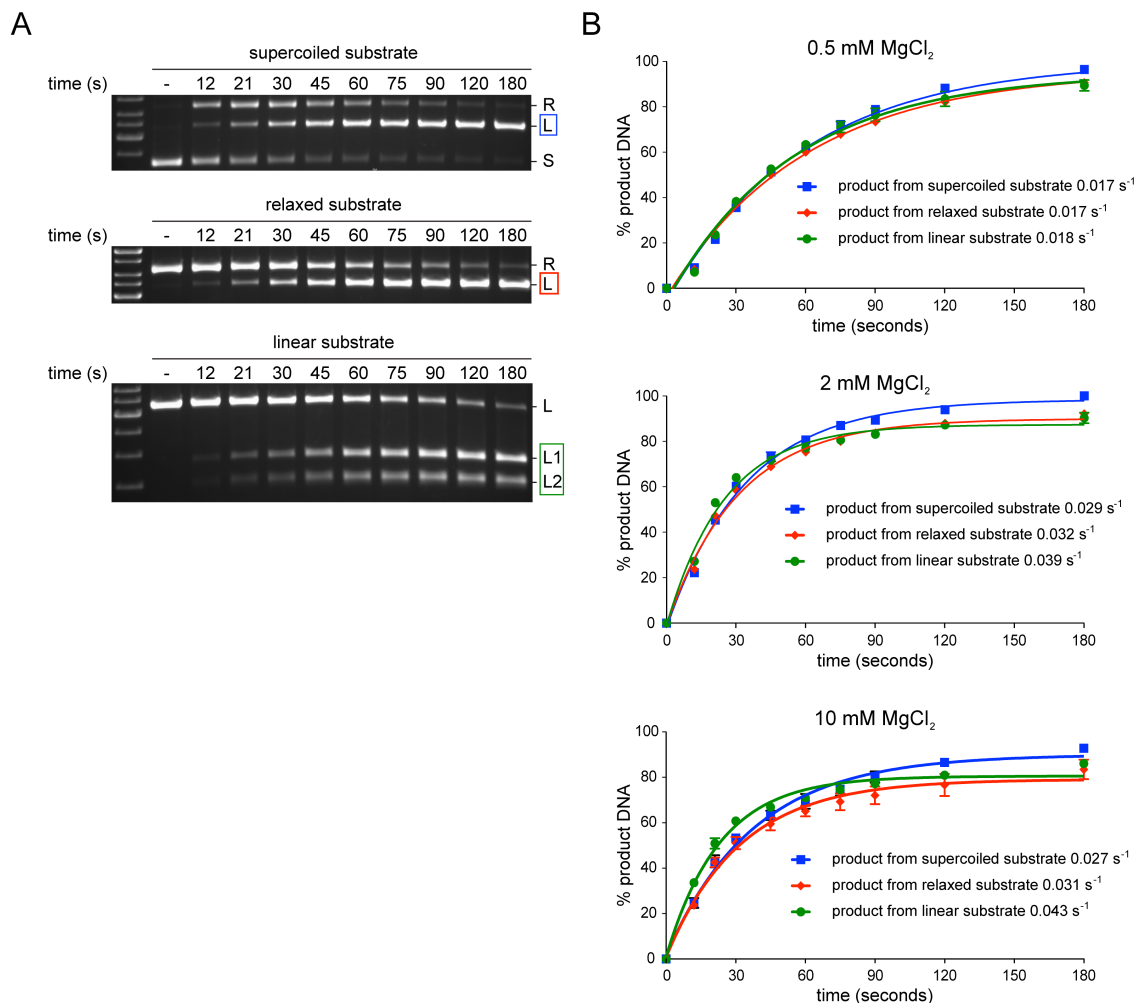 A
supercoiled substrate
time (s) - 12 21 30 45 60 75 90 120 180
R
L
S
relaxed substrate
time (s) - 12 21 30 45 60 75 90 120 180
R
L
linear substrate
time (s) - 12 21 30 45 60 75 90 120 180
L
L1
L2
B
0.5 mM MgCl₂
% product DNA
100
80
60
40
20
0
product from supercoiled substrate 0.017 s⁻¹
product from relaxed substrate 0.017 s⁻¹
product from linear substrate 0.018 s⁻¹
0 30 60 90 120 150 180
time (seconds)
2 mM MgCl₂
% product DNA
100
80
60
40
20
0
product from supercoiled substrate 0.029 s⁻¹
product from relaxed substrate 0.032 s⁻¹
product from linear substrate 0.039 s⁻¹
0 30 60 90 120 150 180
time (seconds)
10 mM MgCl₂
% product DNA
100
80
60
40
20
0
product from supercoiled substrate 0.027 s⁻¹
product from relaxed substrate 0.031 s⁻¹
product from linear substrate 0.043 s⁻¹
0 30 60 90 120 150 180
time (seconds)